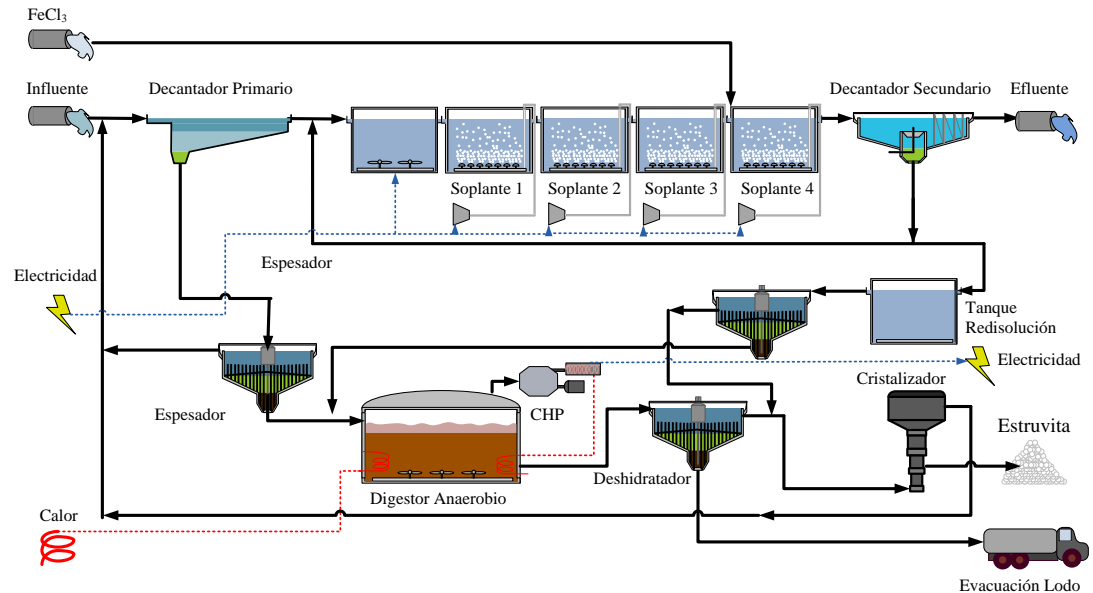 FeCl₃
Influente
Decantador Primario
Decantador Secundario
Efluente
Soplante 1
Soplante 2
Soplante 3
Soplante 4
Espesador
Electricidad
Tanque
Redisolución
Electricidad
Cristalizador
CHP
Espesador
Estruvita
Deshidratador
Digestor Anaerobio
Calor
Evacuación Lodo